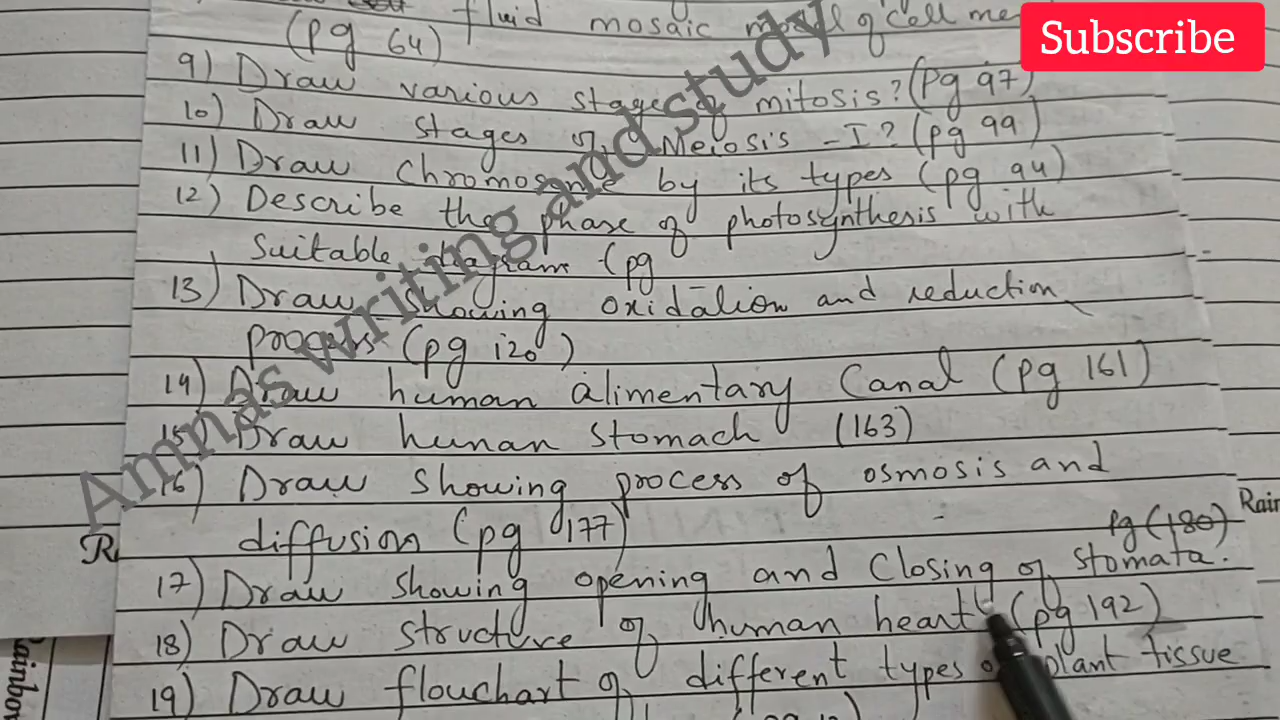 fluid mosaic model of cell me
Subscribe
(pg 64)
9) Draw various stages of mitosis? (pg 97)
10) Draw stages of Meiosis - I? (pg 99)
11) Draw chromosome by its types (pg 94)
12) Describe the phase of photosynthesis with
suitable diagram (pg
13) Draw showing oxidation and reduction
process (pg 120)
14) Draw human alimentary Canal (pg 161)
15) Draw human stomach (163)
16) Draw showing process of osmosis and
diffusion (pg 177)
pg (180)
17) Draw showing opening and closing of stomata.
18) Draw structure of human heart (pg 192)
19) Draw flouchart of different types of plant tissue
Amnas writing and study
Rain
ainbow